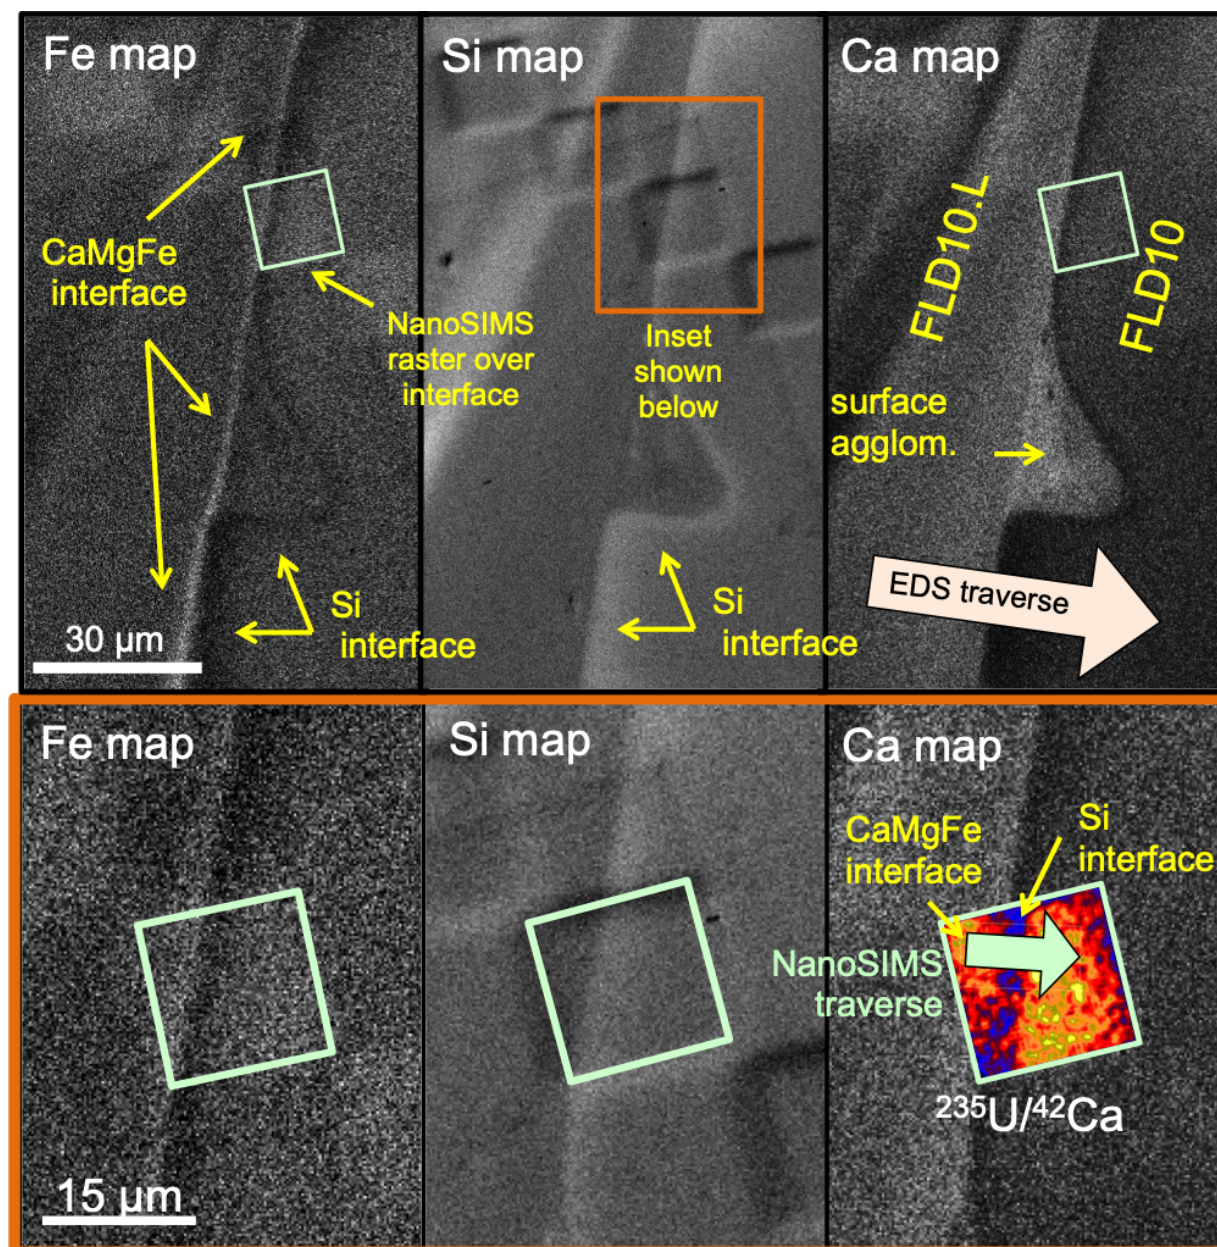 Fe map
Si map
Ca map
CaMgFe
interface
NanoSIMS
raster over
interface
Inset
shown
below
FLD10.L
FLD10
surface
agglom.
EDS traverse
Si
interface
Si
interface
30 µm
Fe map
Si map
Ca map
CaMgFe
interface
Si
interface
NanoSIMS
traverse
²³⁵U/⁴²Ca
15 µm